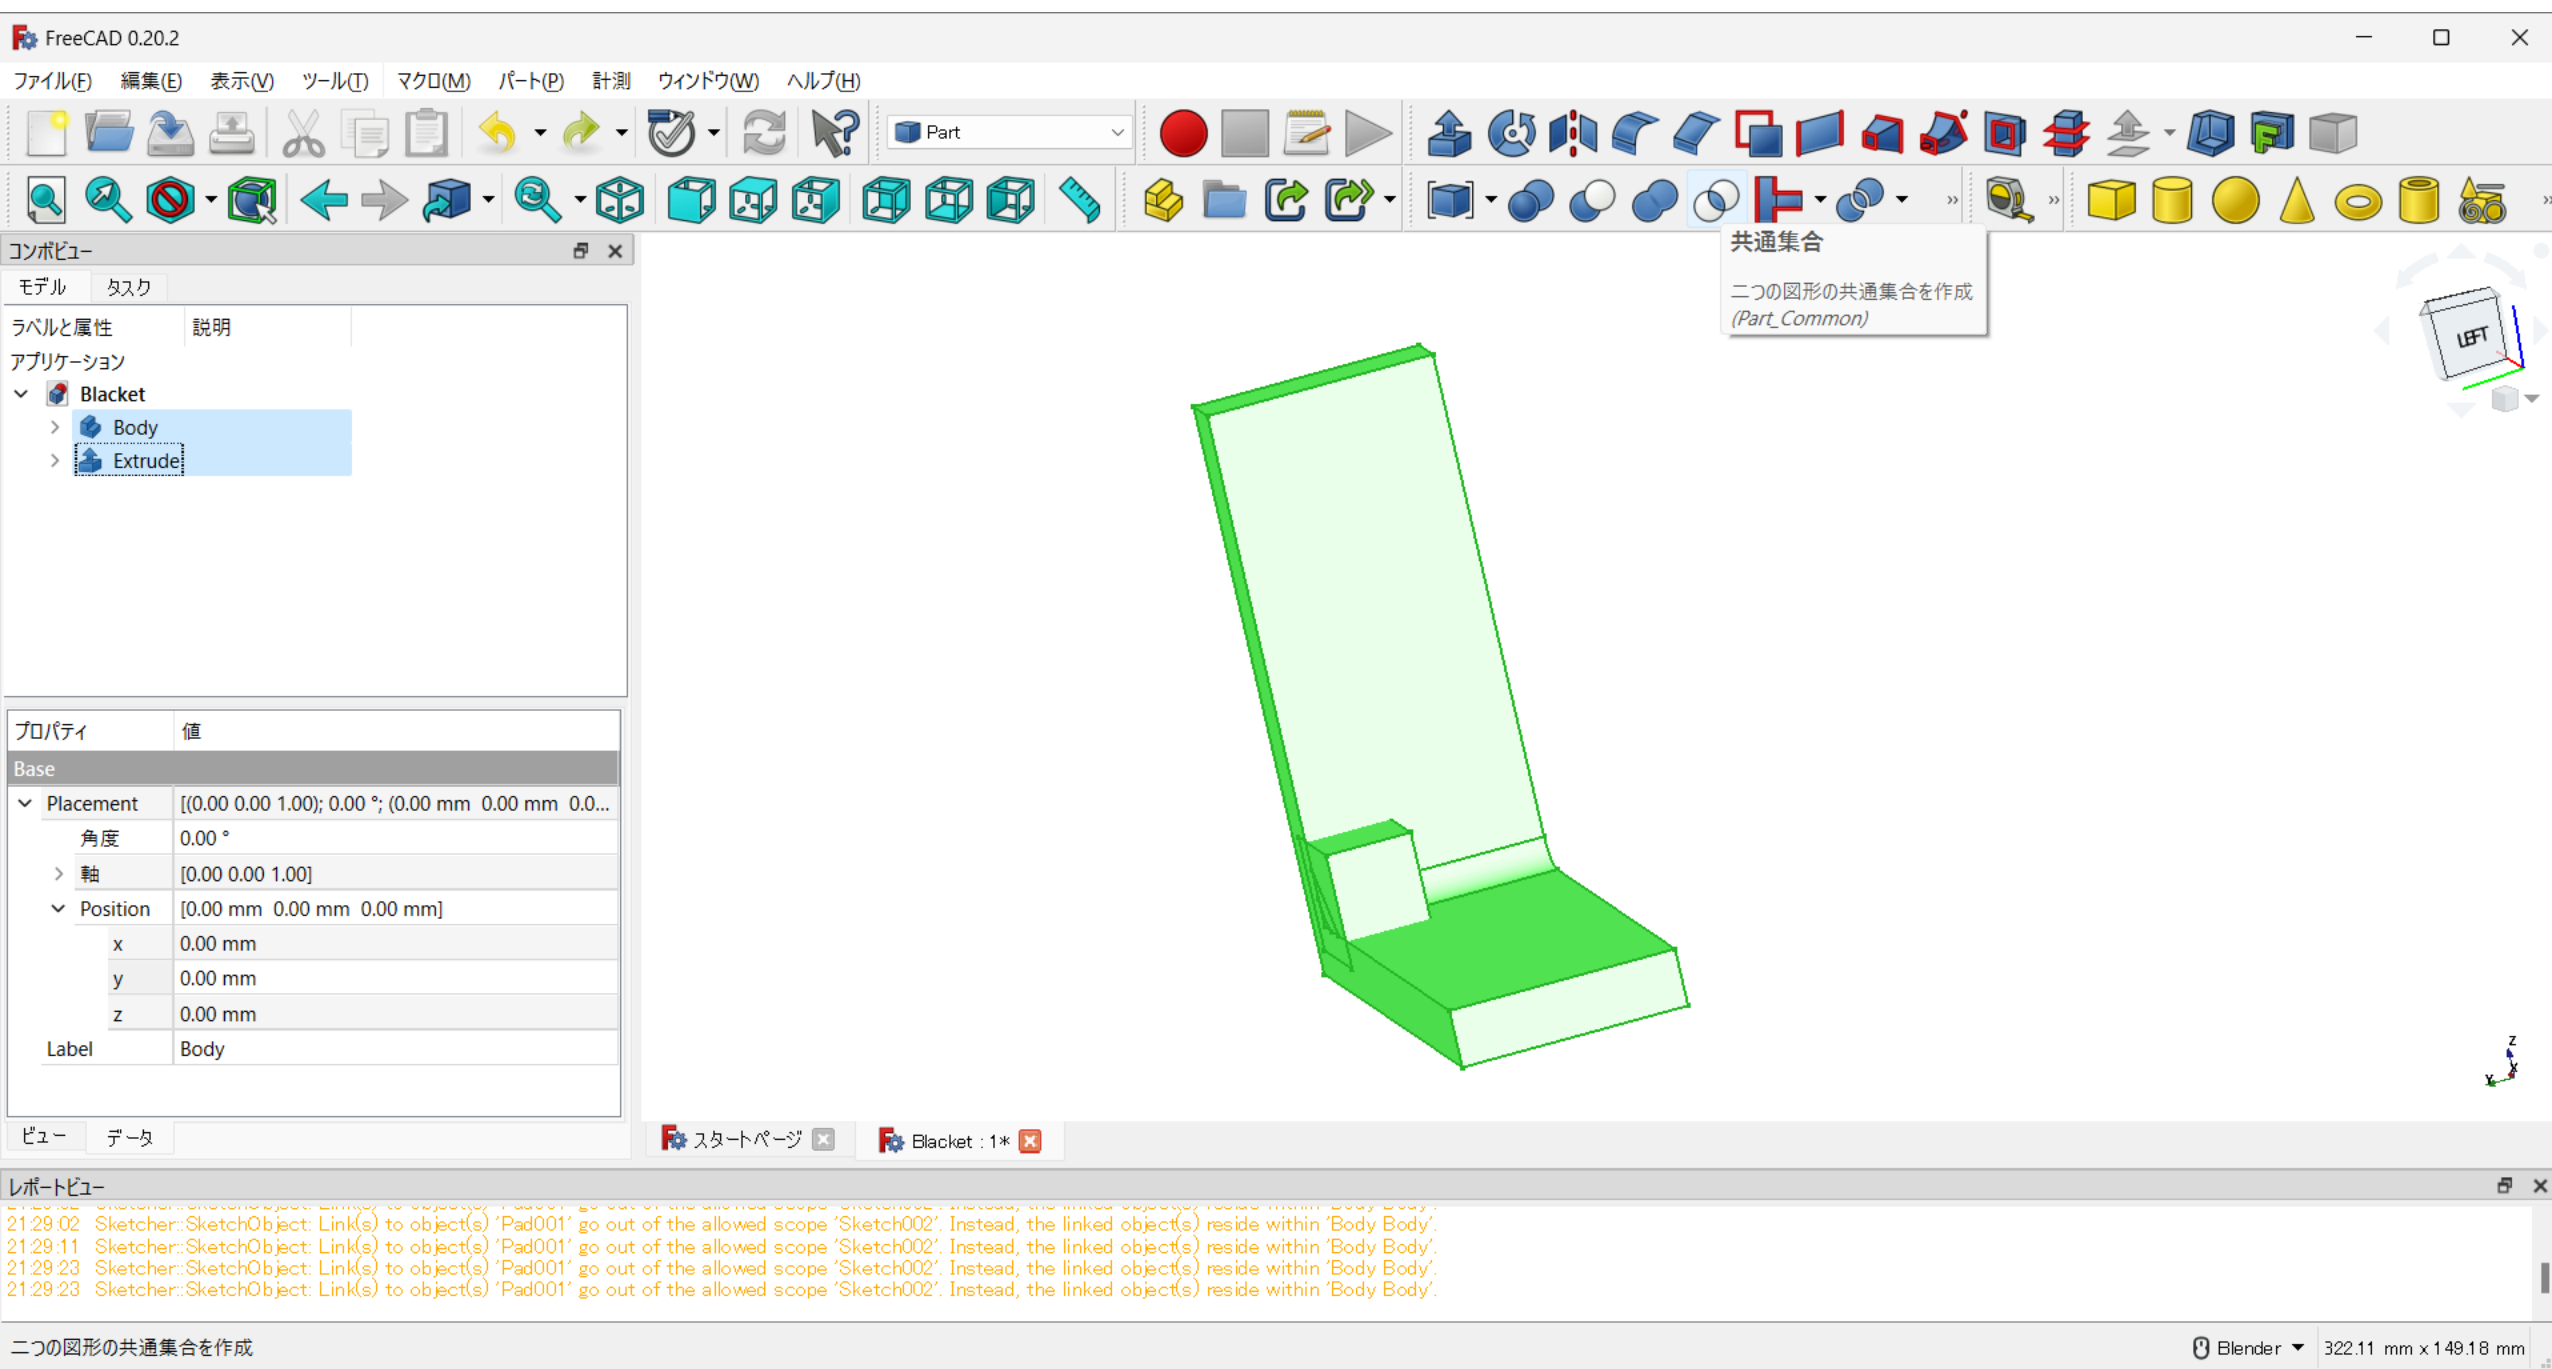 FreeCAD 0.20.2
ファイル(F) 編集(E) 表示(V) ツール(T) マクロ(M) パート(P) 計測 ウィンドウ(W) ヘルプ(H)
Part
コンボビュー
モデル タスク
ラベルと属性 説明
アプリケーション
Blacket
Body
Extrude
共通集合
二つの図形の共通集合を作成
(Part_Common)
LEFT
プロパティ 値
Base
Placement [(0.00 0.00 1.00); 0.00 °; (0.00 mm 0.00 mm 0.0...
角度 0.00 °
軸 [0.00 0.00 1.00]
Position [0.00 mm 0.00 mm 0.00 mm]
x 0.00 mm
y 0.00 mm
z 0.00 mm
Label Body
Z
Y X
ビュー データ
スタートページ Blacket : 1*
レポートビュー
21:29:02 Sketcher::SketchObject: Link(s) to object(s) 'Pad001' go out of the allowed scope 'Sketch002'. Instead, the linked object(s) reside within 'Body Body'.
21:29:11 Sketcher::SketchObject: Link(s) to object(s) 'Pad001' go out of the allowed scope 'Sketch002'. Instead, the linked object(s) reside within 'Body Body'.
21:29:23 Sketcher::SketchObject: Link(s) to object(s) 'Pad001' go out of the allowed scope 'Sketch002'. Instead, the linked object(s) reside within 'Body Body'.
21:29:23 Sketcher::SketchObject: Link(s) to object(s) 'Pad001' go out of the allowed scope 'Sketch002'. Instead, the linked object(s) reside within 'Body Body'.
二つの図形の共通集合を作成
Blender 322.11 mm x 149.18 mm